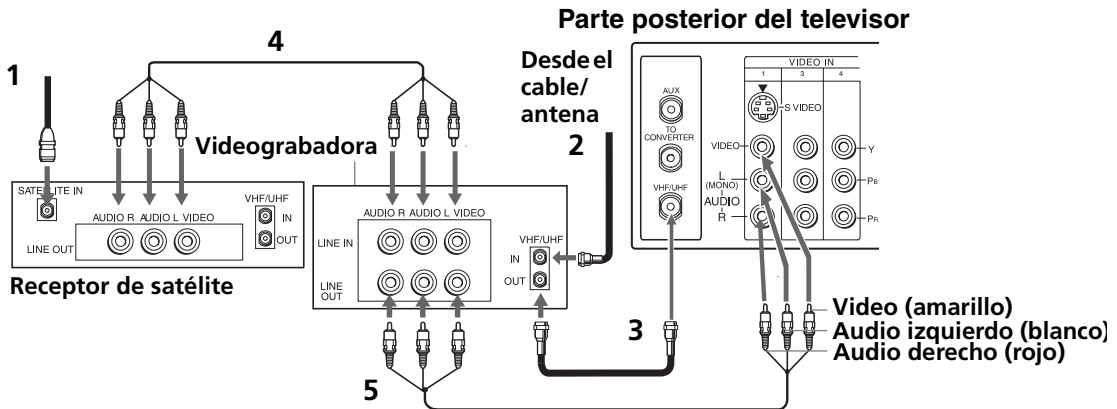 Parte posterior del televisor
4
1
Desde el
cable/
antena
2
Videograbadora
VIDEO IN
1 3 4
AUX
S VIDEO
TO
CONVERTER
VIDEO
Y
L
(MONO)
AUDIO
R
PB
PR
VHF/UHF
SATELLITE IN
VHF/UHF
IN
OUT
AUDIO R AUDIO L VIDEO
LINE OUT
Receptor de satélite
AUDIO R AUDIO L VIDEO
LINE IN
LINE
OUT
VHF/UHF
IN
OUT
3
5
Video (amarillo)
Audio izquierdo (blanco)
Audio derecho (rojo)